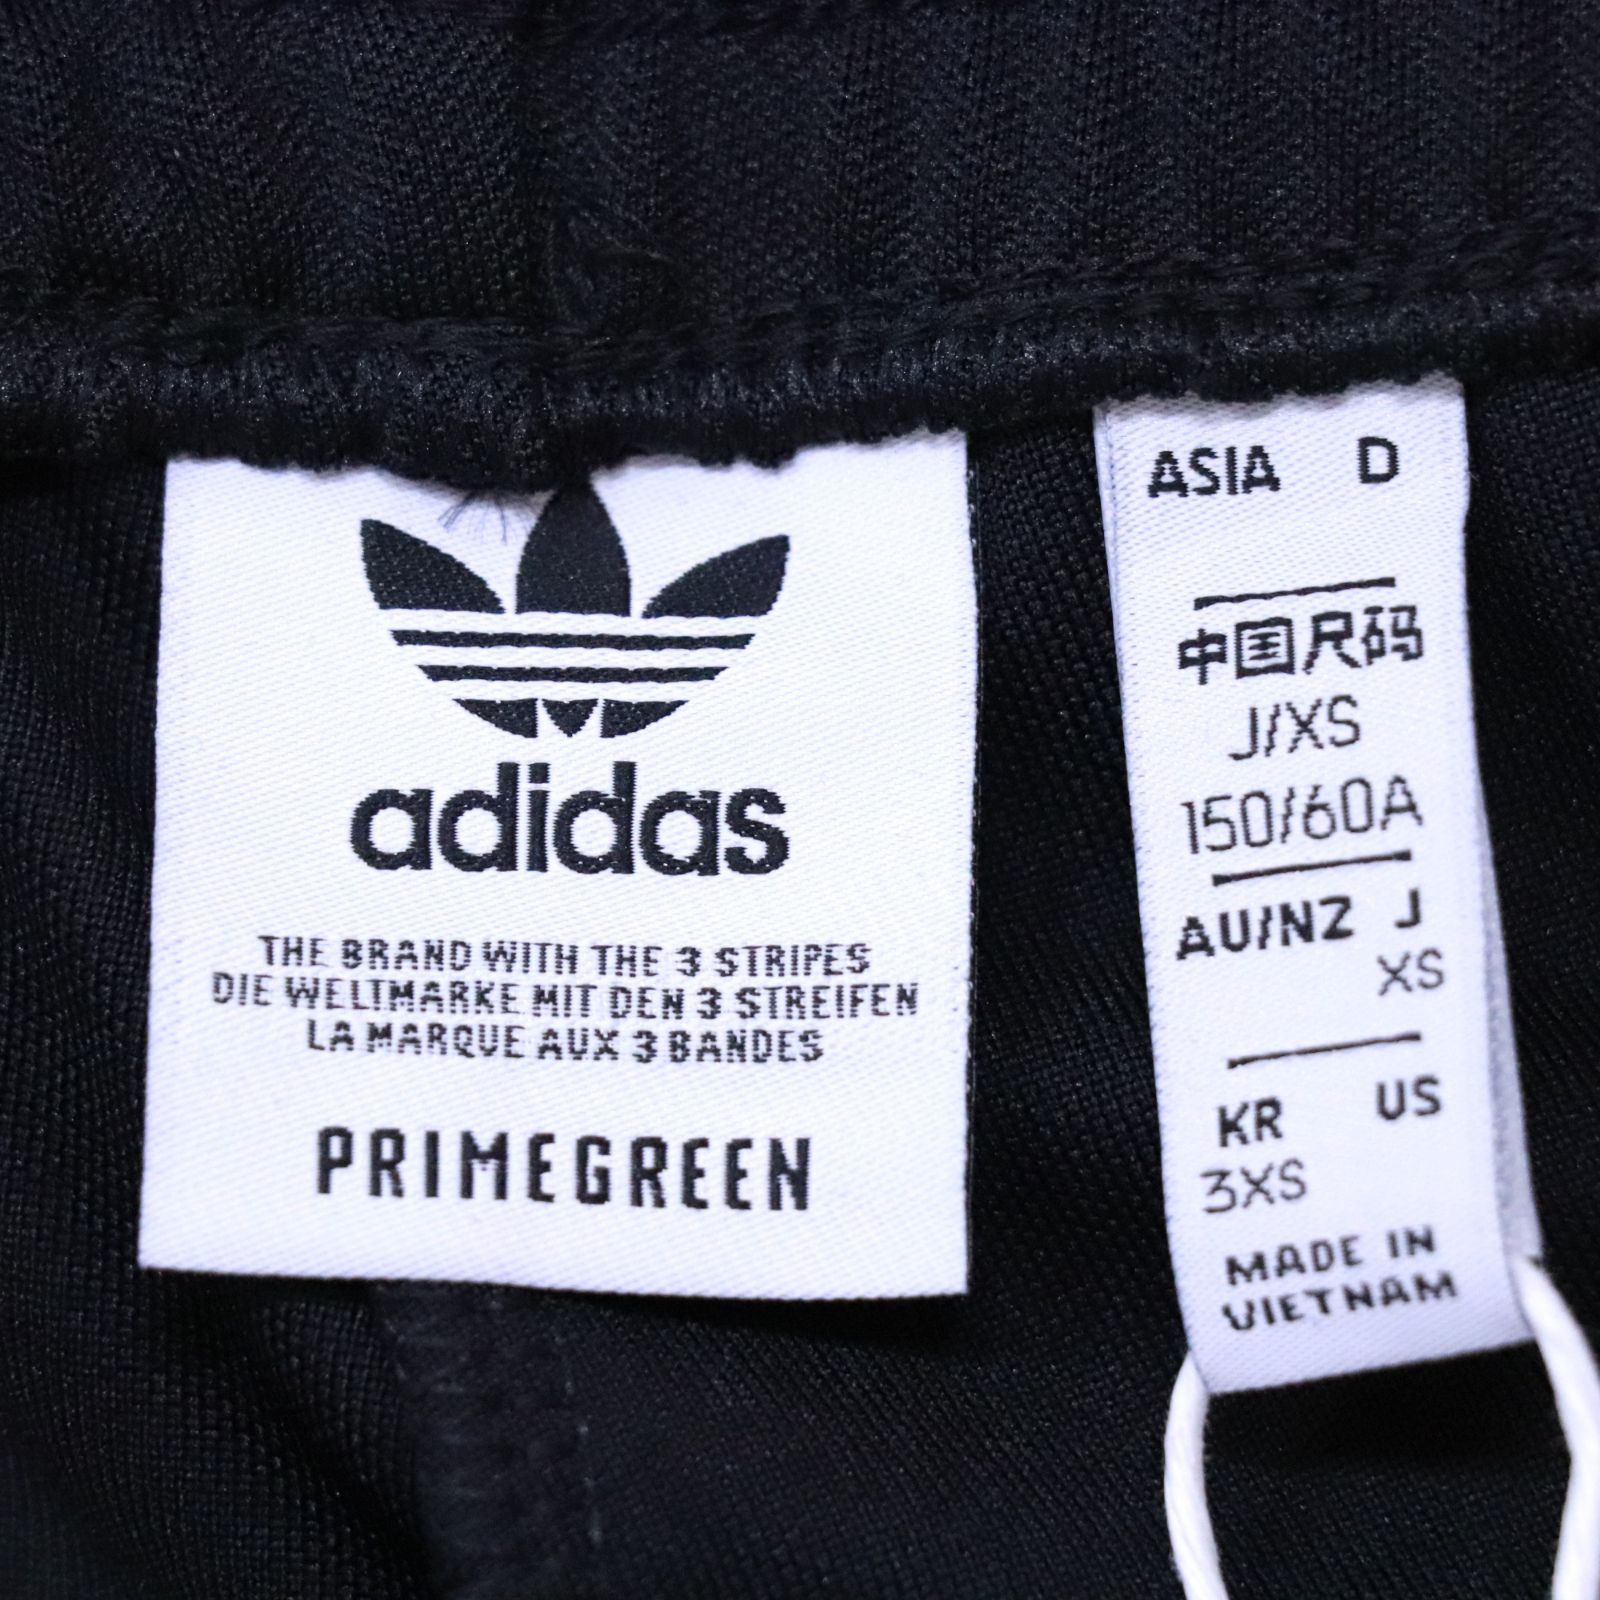 adidas
THE BRAND WITH THE 3 STRIPES
DIE WELTMARKE MIT DEN 3 STREIFEN
LA MARQUE AUX 3 BANDES
PRIMEGREEN
ASIA D
中国尺码
J/XS
150/60A
AU/NZ J
XS
KR US
3XS
MADE IN
VIETNAM